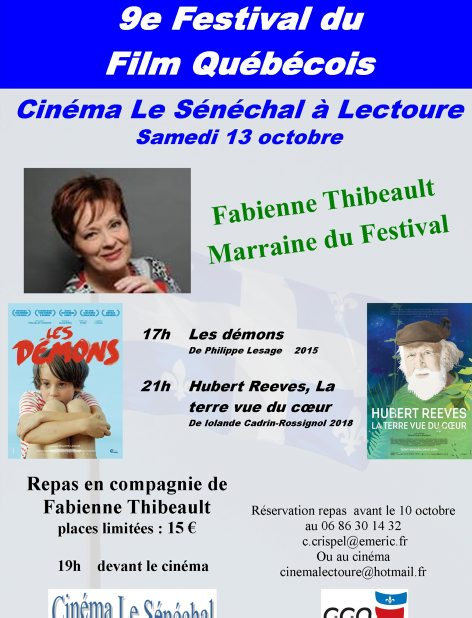 9e Festival du
Film Québécois
Cinéma Le Sénéchal à Lectoure
Samedi 13 octobre
Fabienne Thibeault
Marraine du Festival
LES
DÉMONS
17h Les démons
De Philippe Lesage 2015
21h Hubert Reeves, La
terre vue du cœur
De Iolande Cadrin-Rossignol 2018
HUBERT REEVES
LA TERRE VUE DU CŒUR
Repas en compagnie de
Fabienne Thibeault
places limitées : 15 €
19h devant le cinéma
Réservation repas avant le 10 octobre
au 06 86 30 14 32
c.crispel@emeric.fr
Ou au cinéma
cinemalectoure@hotmail.fr
Cinéma Le Sénéchal